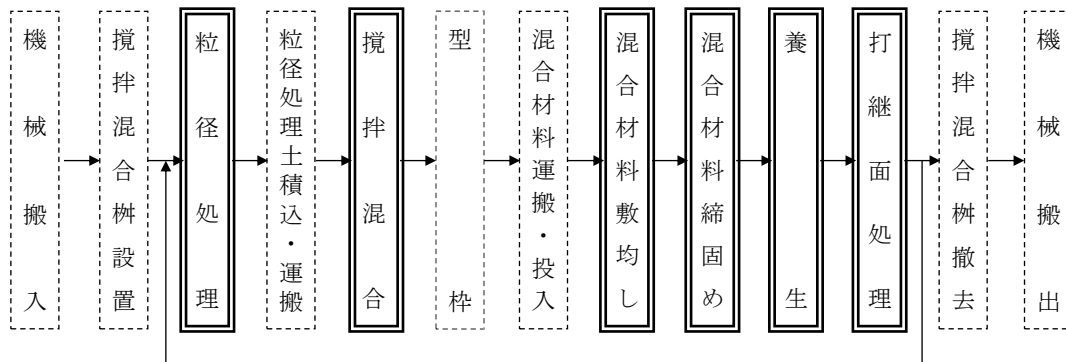 機械搬入
撹拌混合桝設置
粒径処理
粒径処理土積込・運搬
撹拌混合
型枠
混合材料運搬・投入
混合材料敷均し
混合材料締固め
養生
打継面処理
撹拌混合桝撤去
機械搬出